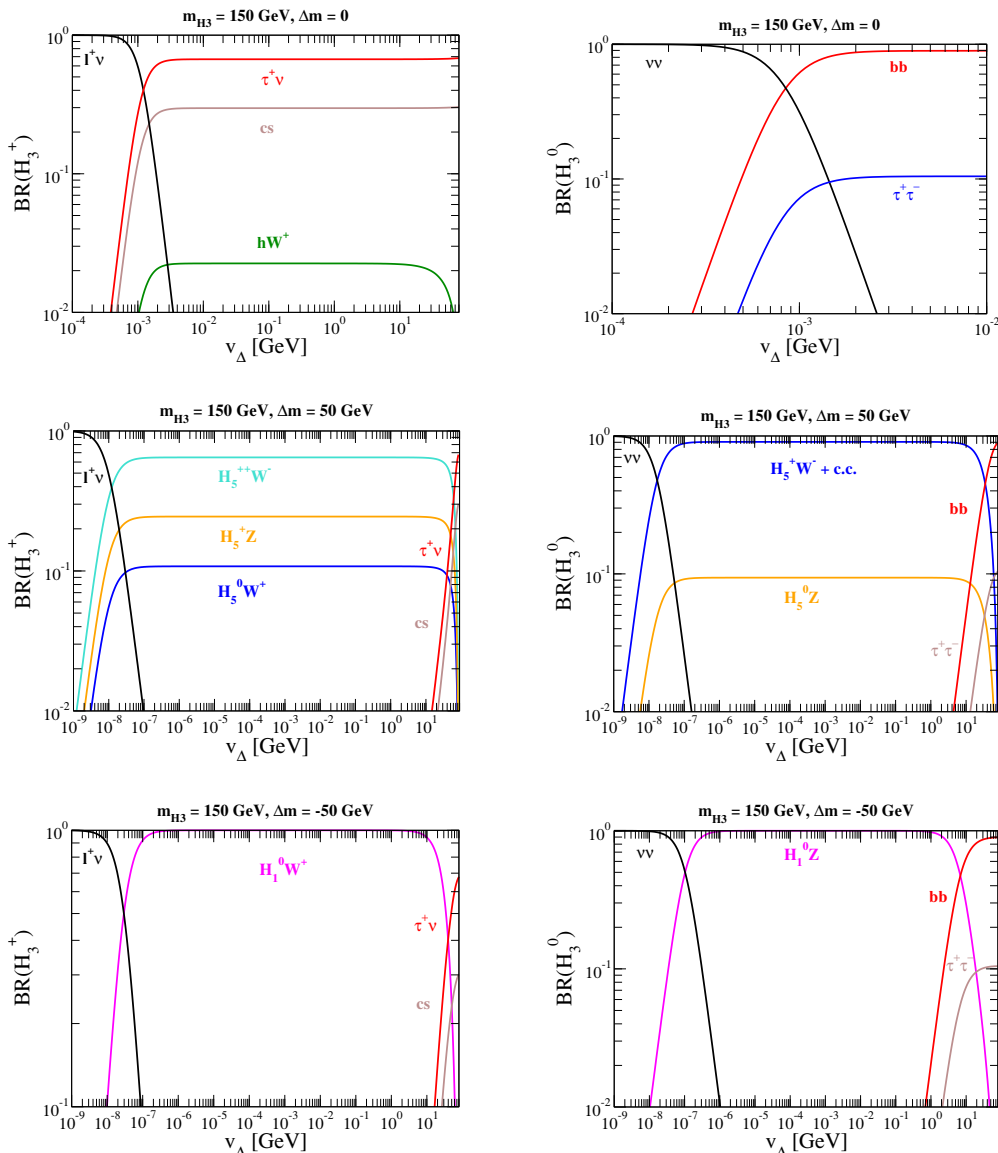 m_H3 = 150 GeV, Δm = 0
BR(H_3^+)
10^0
10^-1
10^-2
l^+ν
τ^+ν
cs
hW^+
10^-4 10^-3 10^-2 10^-1 10^0 10^1
v_Δ [GeV]
m_H3 = 150 GeV, Δm = 0
BR(H_3^0)
10^0
10^-1
10^-2
νν
bb
τ^+τ^-
10^-4 10^-3 10^-2
v_Δ [GeV]
m_H3 = 150 GeV, Δm = 50 GeV
BR(H_3^+)
10^0
10^-1
10^-2
l^+ν
H_5^++W^-
H_5^+Z
H_5^0W^+
τ^+ν
cs
10^-9 10^-8 10^-7 10^-6 10^-5 10^-4 10^-3 10^-2 10^-1 10^0 10^1
v_Δ [GeV]
m_H3 = 150 GeV, Δm = 50 GeV
BR(H_3^0)
10^0
10^-1
10^-2
νν
H_5^+W^- + c.c.
bb
H_5^0Z
τ^+τ^-
10^-9 10^-8 10^-7 10^-6 10^-5 10^-4 10^-3 10^-2 10^-1 10^0 10^1
v_Δ [GeV]
m_H3 = 150 GeV, Δm = -50 GeV
BR(H_3^+)
10^0
10^-1
l^+ν
H_1^0W^+
τ^+ν
cs
10^-9 10^-8 10^-7 10^-6 10^-5 10^-4 10^-3 10^-2 10^-1 10^0 10^1
v_Δ [GeV]
m_H3 = 150 GeV, Δm = -50 GeV
BR(H_3^0)
10^0
10^-1
10^-2
νν
H_1^0Z
bb
τ^+τ^-
10^-9 10^-8 10^-7 10^-6 10^-5 10^-4 10^-3 10^-2 10^-1 10^0 10^1
v_Δ [GeV]